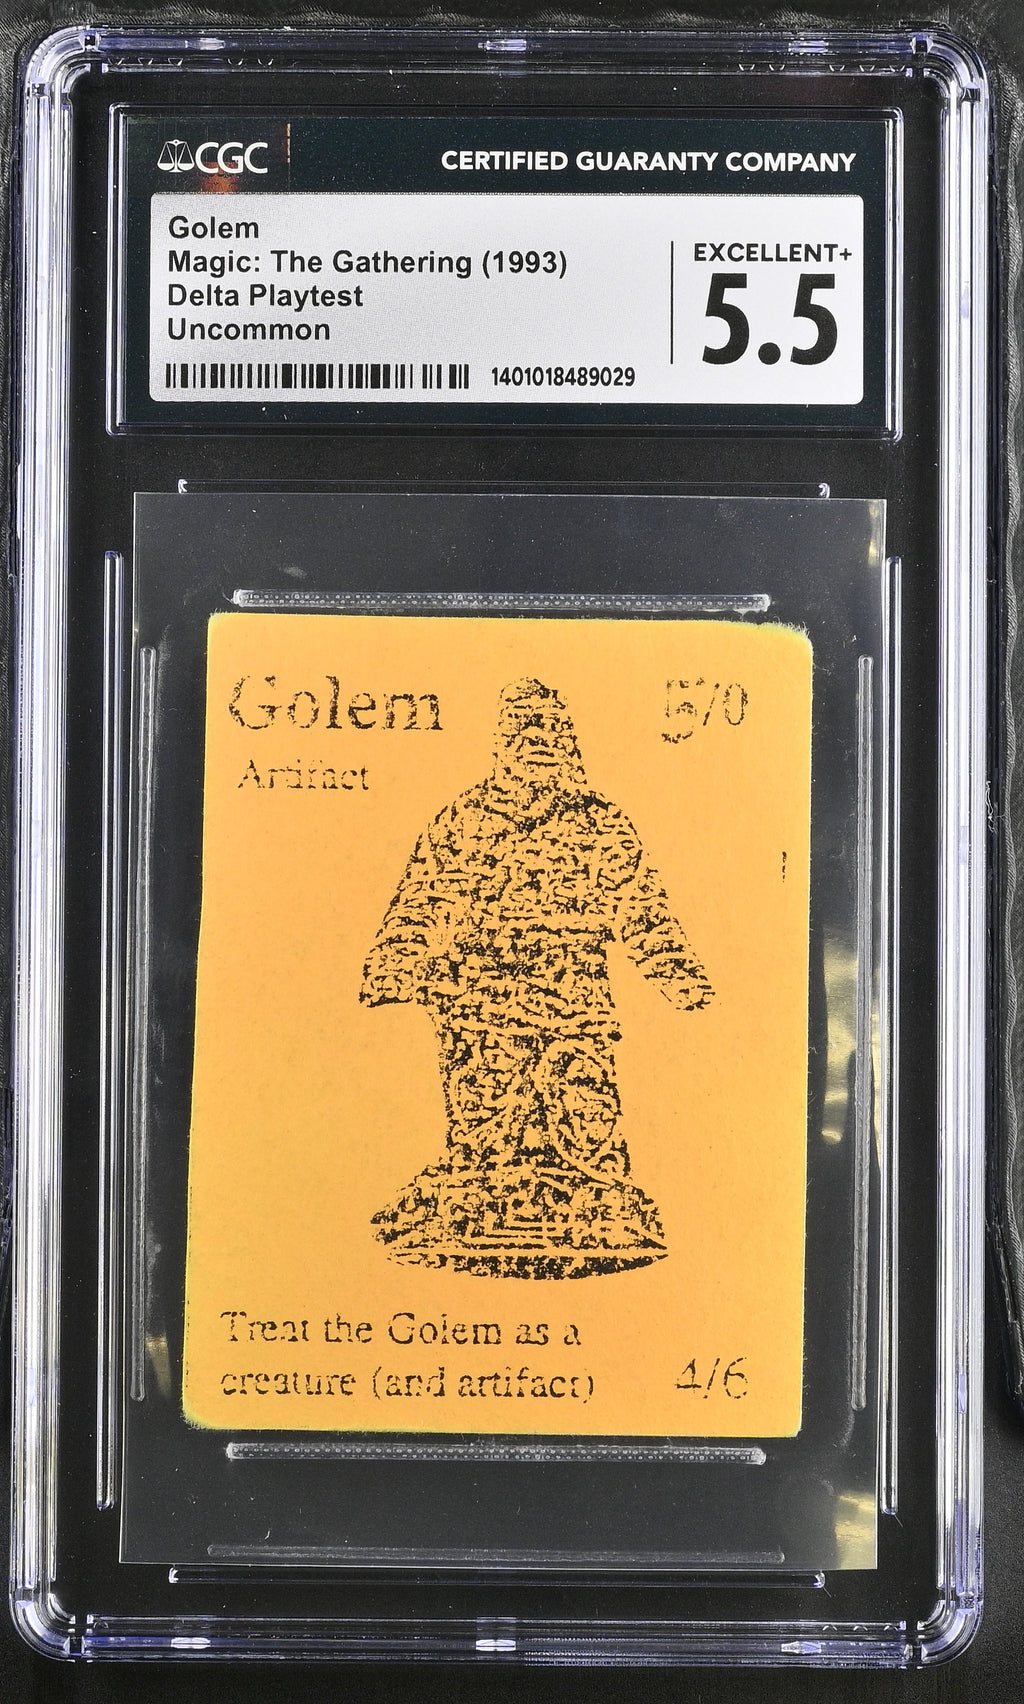 CGC
CERTIFIED GUARANTY COMPANY
Golem
Magic: The Gathering (1993)
Delta Playtest
Uncommon
EXCELLENT+
5.5
1401018489029
Golem
5/0
Artifact
Treat the Golem as a
creature (and artifact)
4/6